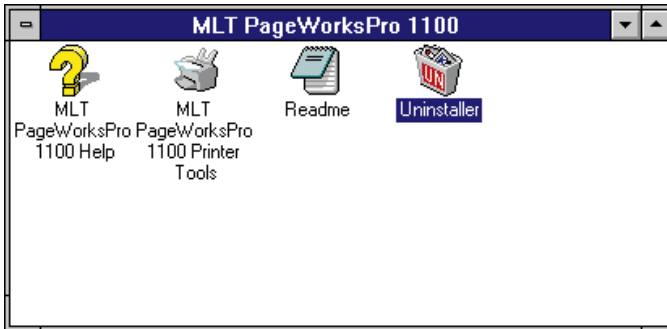 MLT PageWorksPro 1100
MLT
PageWorksPro
1100 Help
MLT
PageWorksPro
1100 Printer
Tools
Readme
UN
Uninstaller